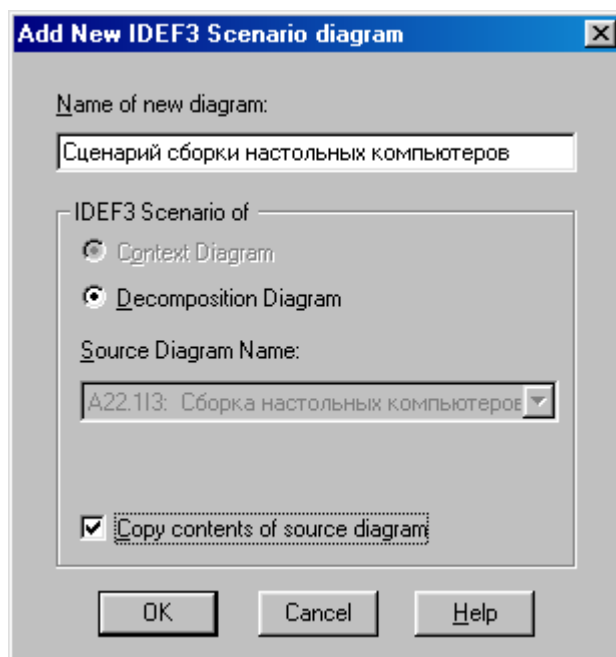 Add New IDEF3 Scenario diagram
Name of new diagram:
Сценарий сборки настольных компьютеров
IDEF3 Scenario of
Context Diagram
Decomposition Diagram
Source Diagram Name:
A22.1I3: Сборка настольных компьютеров
Copy contents of source diagram
OK Cancel Help